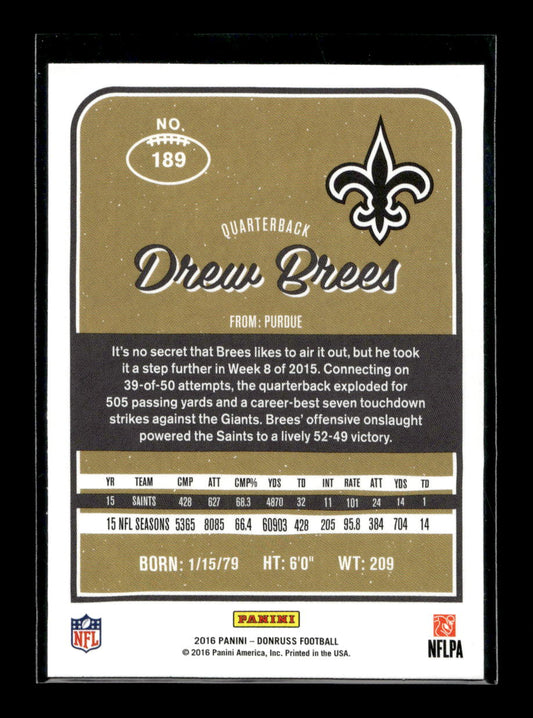 NO.
189
QUARTERBACK
Drew Brees
FROM: PURDUE
It's no secret that Brees likes to air it out, but he took
it a step further in Week 8 of 2015. Connecting on
39-of-50 attempts, the quarterback exploded for
505 passing yards and a career-best seven touchdown
strikes against the Giants. Brees' offensive onslaught
powered the Saints to a lively 52-49 victory.
YR TEAM CMP ATT CMP% YDS TD INT RATE ATT YDS TD
15 SAINTS 428 627 68.3 4870 32 11 101 24 14 1
15 NFL SEASONS 5365 8085 66.4 60903 428 205 95.8 384 704 14
BORN: 1/15/79 HT: 6'0" WT: 209
NFL
PANINI
NFLPA
2016 PANINI – DONRUSS FOOTBALL
© 2016 Panini America, Inc. Printed in the USA.